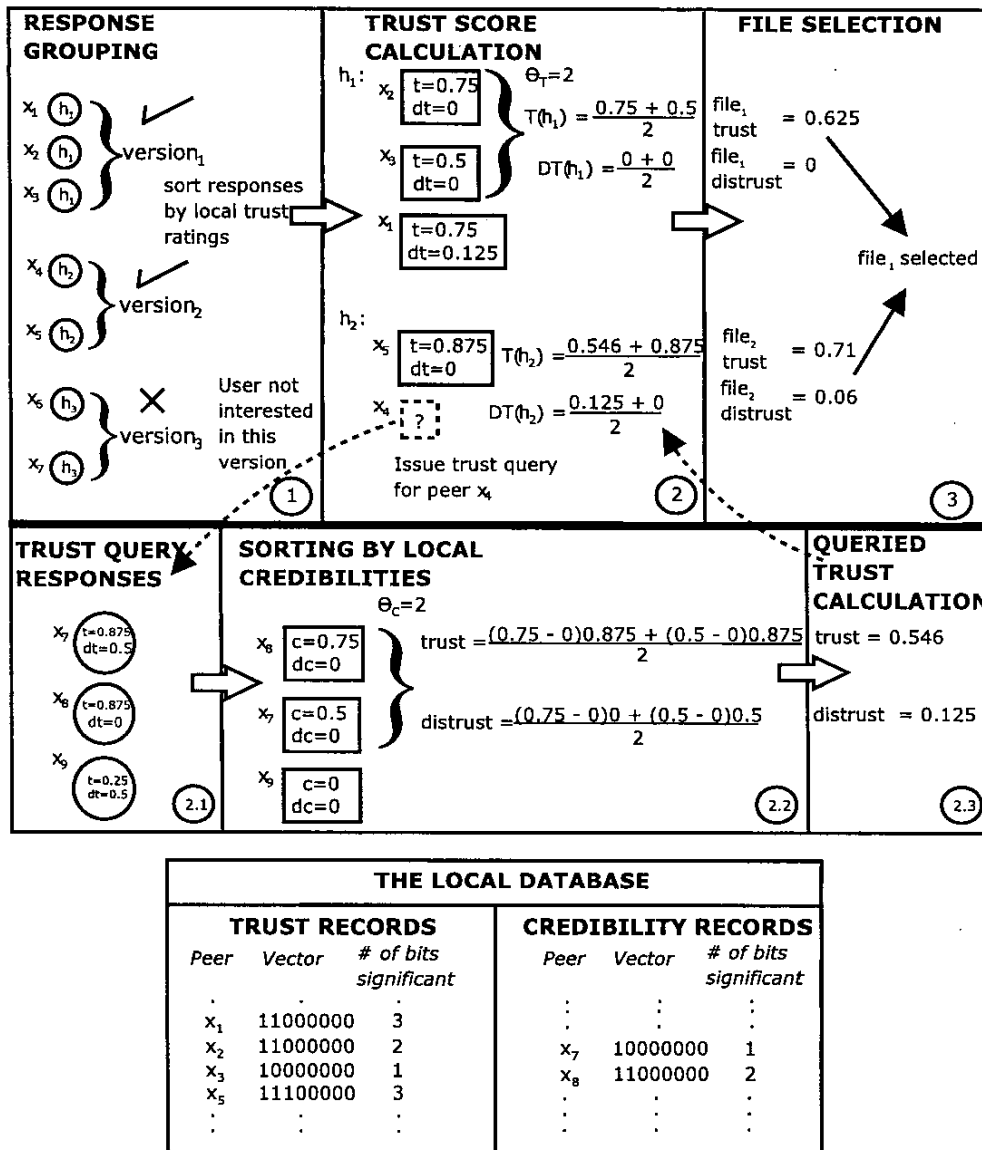 RESPONSE
GROUPING
x₁ h₁
x₂ h₁
x₃ h₁
version₁
sort responses
by local trust
ratings
x₄ h₂
x₅ h₂
version₂
x₆ h₃
x₇ h₃
version₃
User not
interested
in this
version
1
TRUST SCORE
CALCULATION
h₁:
x₂ t=0.75
dt=0
x₃ t=0.5
dt=0
x₁ t=0.75
dt=0.125
Θ_T=2
T(h₁) = 0.75 + 0.5
2
DT(h₁) = 0 + 0
2
h₂:
x₅ t=0.875
dt=0
T(h₂) = 0.546 + 0.875
2
x₄ ?
DT(h₂) = 0.125 + 0
2
Issue trust query
for peer x₄
2
FILE SELECTION
file₁
trust = 0.625
file₁
distrust = 0
file₁ selected
file₂
trust = 0.71
file₂
distrust = 0.06
3
TRUST QUERY
RESPONSES
x₇ t=0.875
dt=0.5
x₈ t=0.875
dt=0
x₉ t=0.25
dt=0.5
2.1
SORTING BY LOCAL
CREDIBILITIES
Θ_C=2
x₈ c=0.75
dc=0
x₇ c=0.5
dc=0
x₉ c=0
dc=0
trust = (0.75 - 0)0.875 + (0.5 - 0)0.875
2
distrust = (0.75 - 0)0 + (0.5 - 0)0.5
2
2.2
QUERIED
TRUST
CALCULATION
trust = 0.546
distrust = 0.125
2.3
THE LOCAL DATABASE
TRUST RECORDS
Peer Vector # of bits
significant
x₁ 11000000 3
x₂ 11000000 2
x₃ 10000000 1
x₅ 11100000 3
CREDIBILITY RECORDS
Peer Vector # of bits
significant
x₇ 10000000 1
x₈ 11000000 2